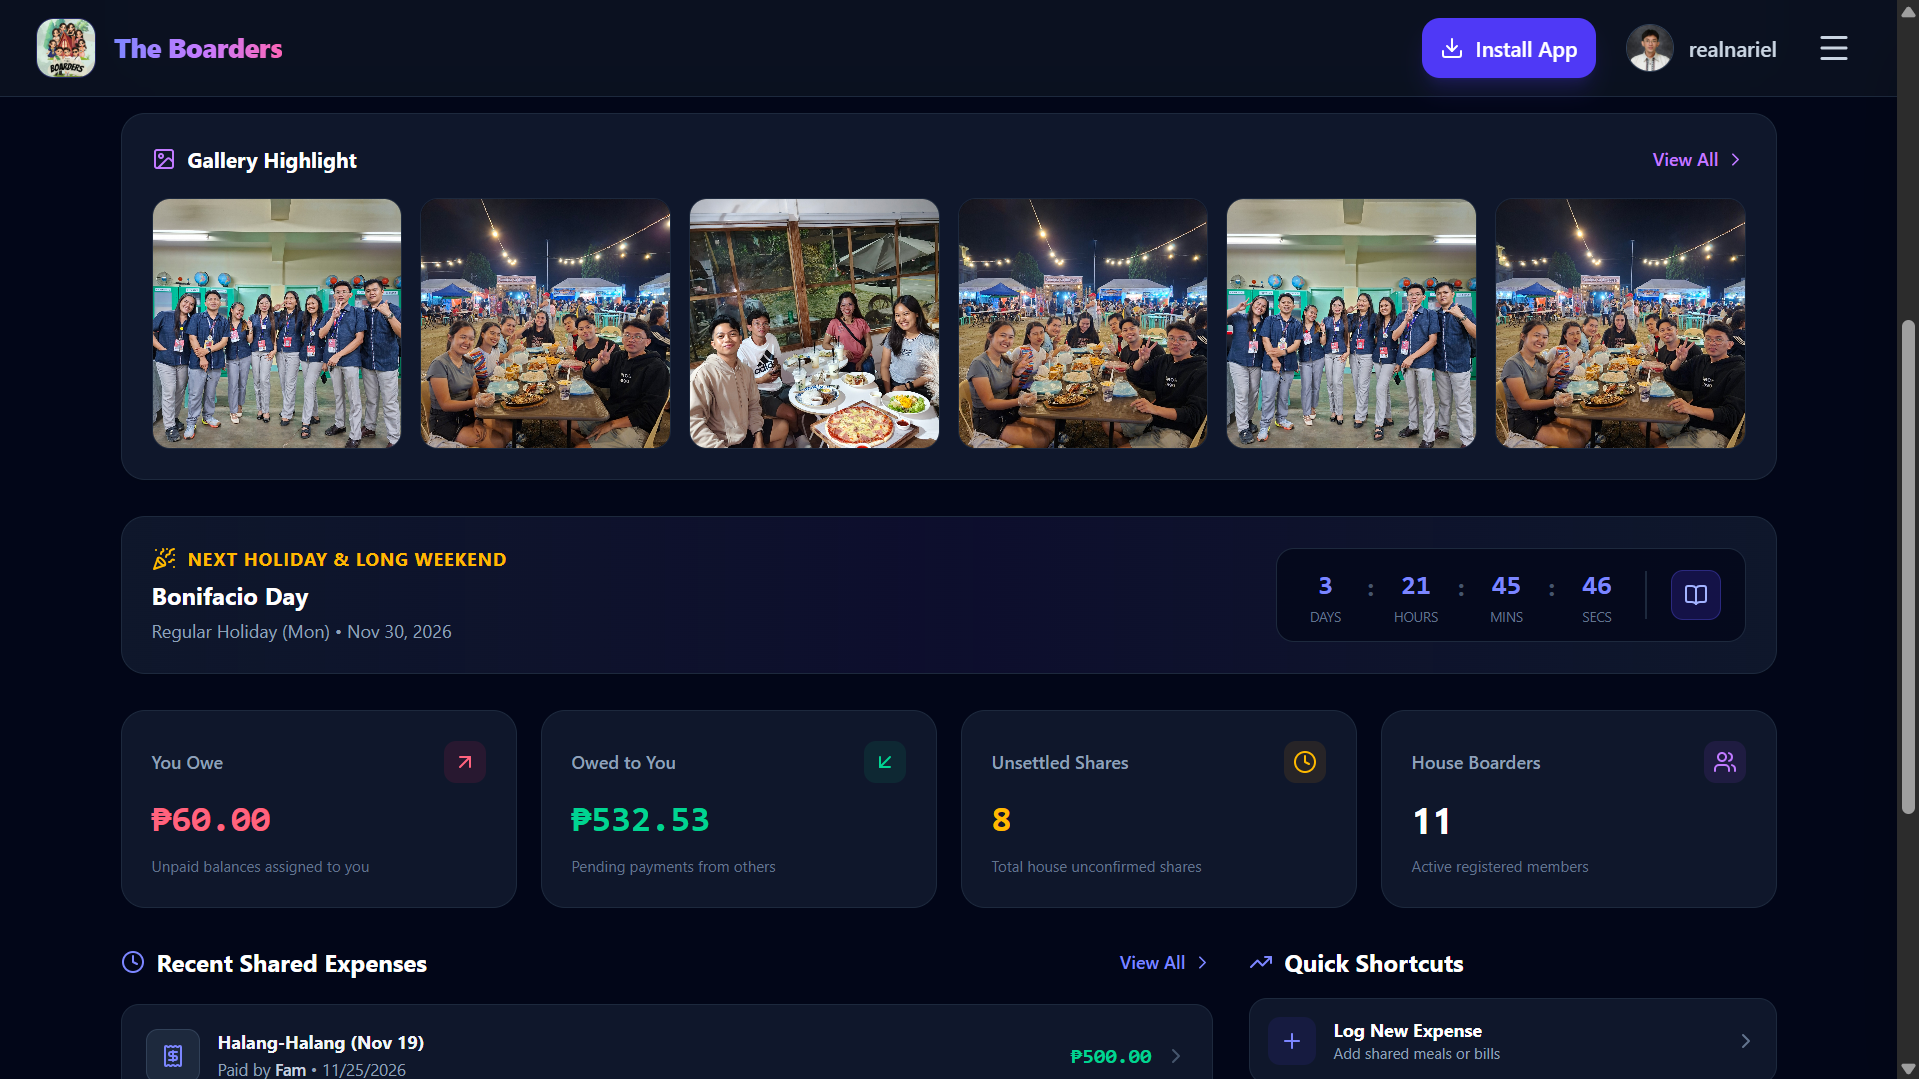 BOARDERS
The Boarders
Install App
realnariel
Gallery Highlight
View All
NEXT HOLIDAY & LONG WEEKEND
Bonifacio Day
Regular Holiday (Mon) • Nov 30, 2026
3 : 21 : 45 : 46
DAYS HOURS MINS SECS
You Owe
₱60.00
Unpaid balances assigned to you
Owed to You
₱532.53
Pending payments from others
Unsettled Shares
8
Total house unconfirmed shares
House Boarders
11
Active registered members
Recent Shared Expenses
View All
Halang-Halang (Nov 19)
Paid by Fam • 11/25/2026
₱500.00
Quick Shortcuts
Log New Expense
Add shared meals or bills